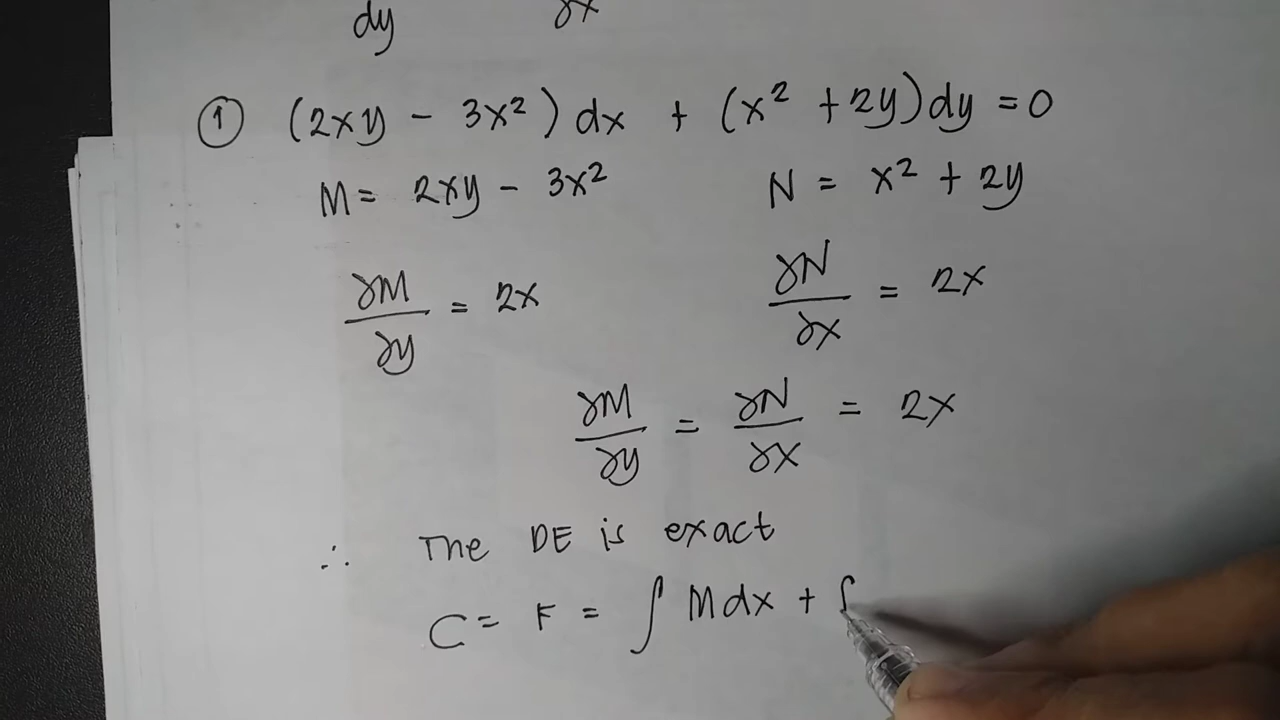 dy ∂x
① (2xy - 3x²) dx + (x² + 2y) dy = 0
M = 2xy - 3x² N = x² + 2y
∂M/∂y = 2x ∂N/∂x = 2x
∂M/∂y = ∂N/∂x = 2x
∴ The DE is exact
C = F = ∫ M dx + ∫